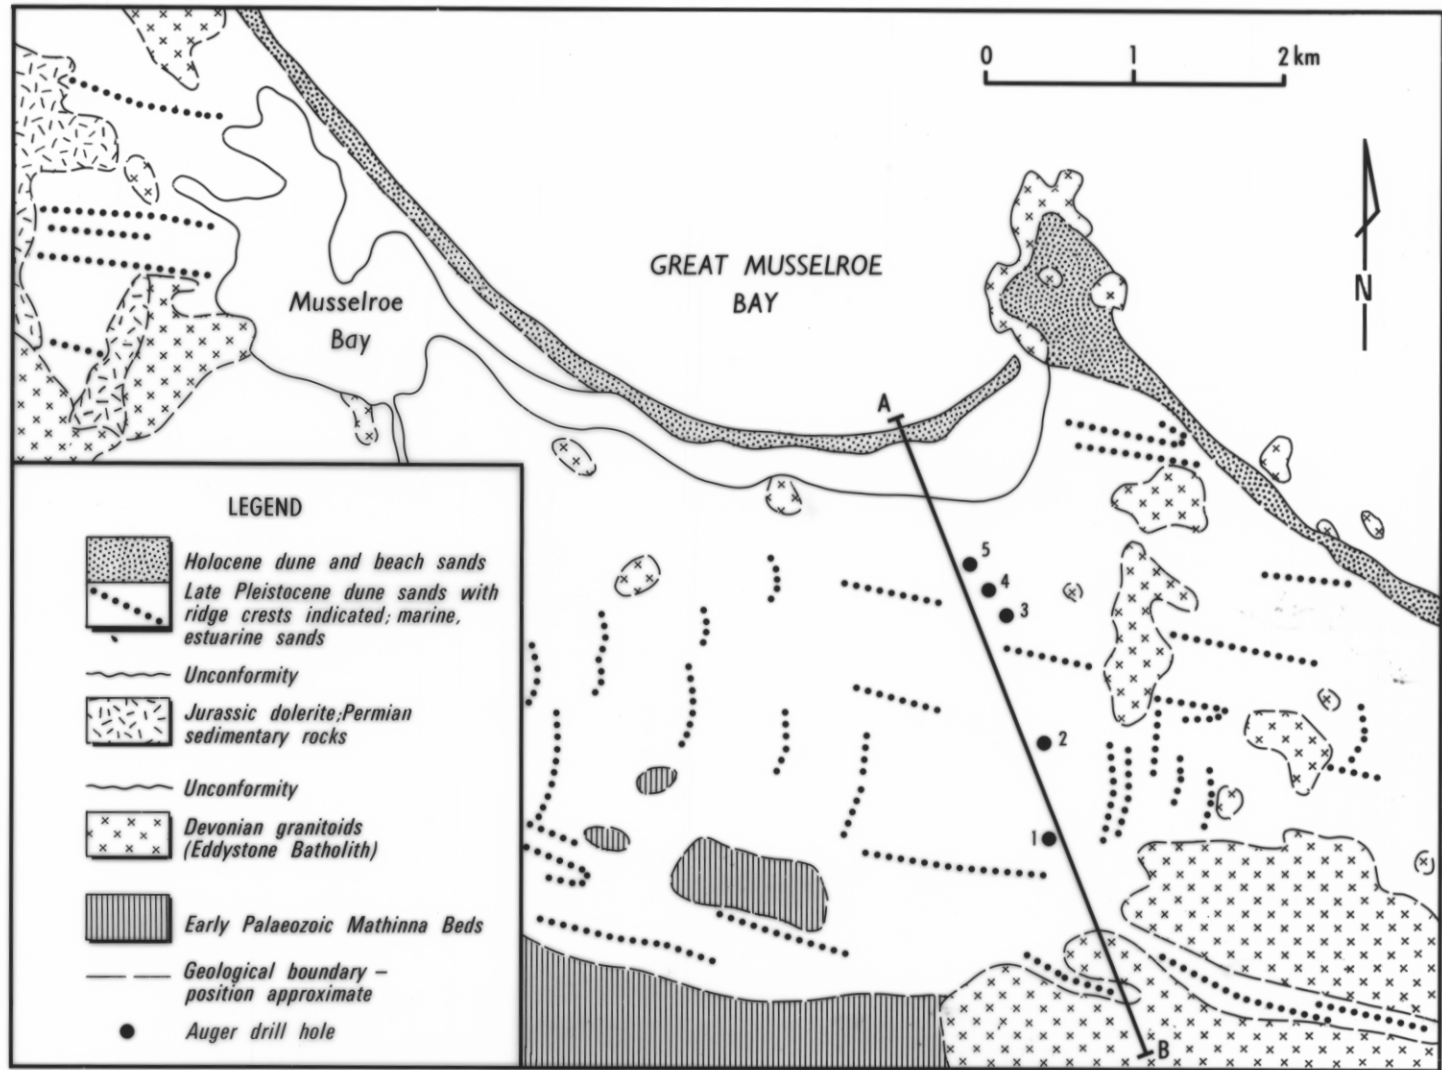 0 1 2 km
GREAT MUSSELROE
BAY
N
Musselroe
Bay
A
5
4
3
2
1
B
LEGEND
Holocene dune and beach sands
Late Pleistocene dune sands with
ridge crests indicated; marine,
estuarine sands
Unconformity
Jurassic dolerite; Permian
sedimentary rocks
Unconformity
Devonian granitoids
(Eddystone Batholith)
Early Palaeozoic Mathinna Beds
Geological boundary –
position approximate
Auger drill hole